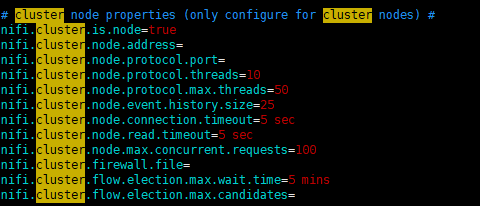 # cluster node properties (only configure for cluster nodes) #
nifi.cluster.is.node=true
nifi.cluster.node.address=
nifi.cluster.node.protocol.port=
nifi.cluster.node.protocol.threads=10
nifi.cluster.node.protocol.max.threads=50
nifi.cluster.node.event.history.size=25
nifi.cluster.node.connection.timeout=5 sec
nifi.cluster.node.read.timeout=5 sec
nifi.cluster.node.max.concurrent.requests=100
nifi.cluster.firewall.file=
nifi.cluster.flow.election.max.wait.time=5 mins
nifi.cluster.flow.election.max.candidates=